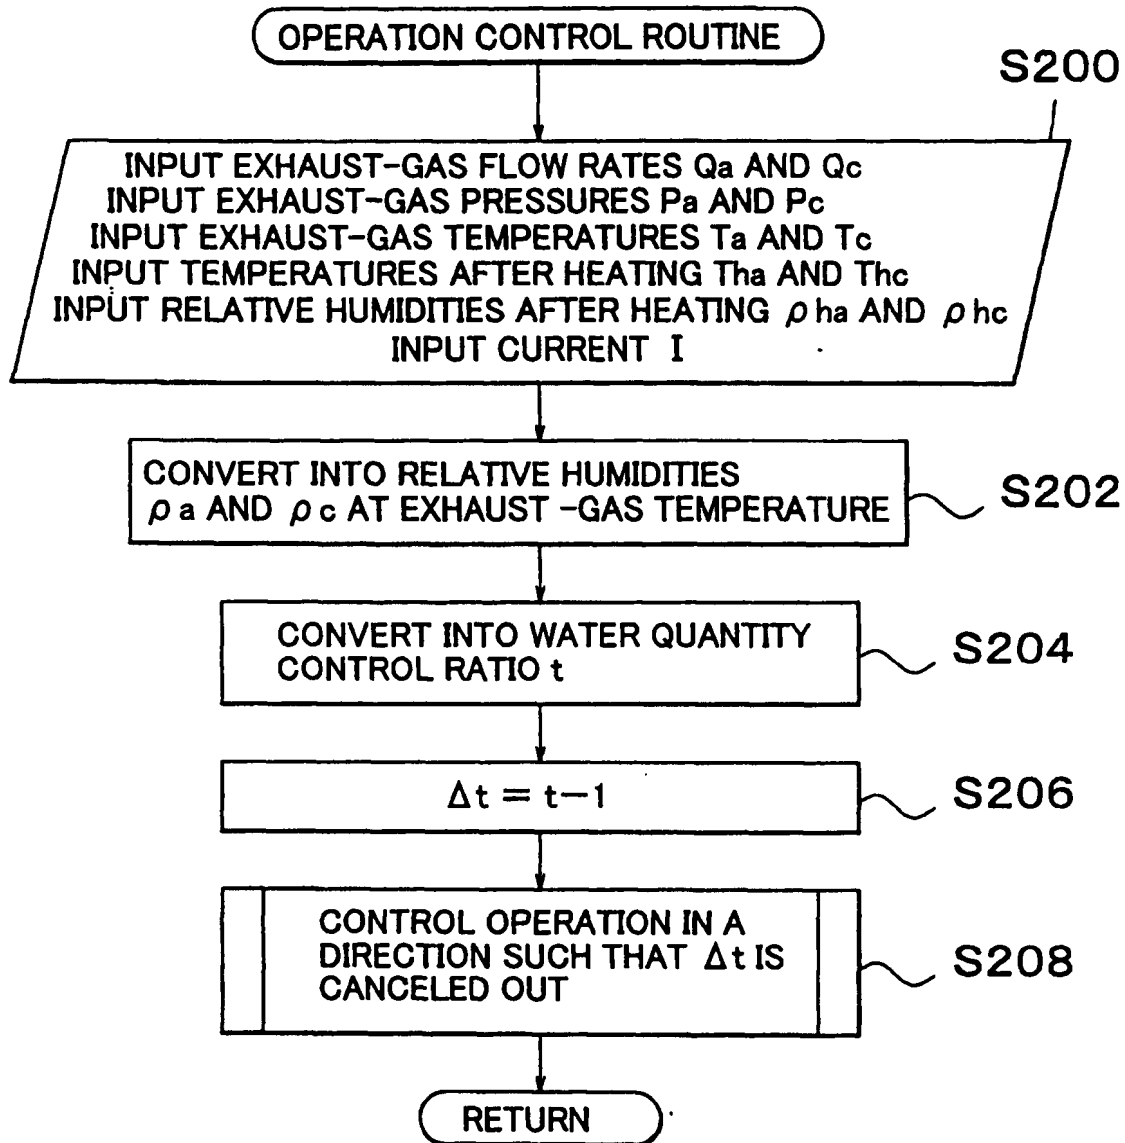 OPERATION CONTROL ROUTINE
S200
INPUT EXHAUST-GAS FLOW RATES Qa AND Qc
INPUT EXHAUST-GAS PRESSURES Pa AND Pc
INPUT EXHAUST-GAS TEMPERATURES Ta AND Tc
INPUT TEMPERATURES AFTER HEATING Tha AND Thc
INPUT RELATIVE HUMIDITIES AFTER HEATING ρha AND ρhc
INPUT CURRENT I
CONVERT INTO RELATIVE HUMIDITIES
ρa AND ρc AT EXHAUST -GAS TEMPERATURE
S202
CONVERT INTO WATER QUANTITY
CONTROL RATIO t
S204
Δt = t-1
S206
CONTROL OPERATION IN A
DIRECTION SUCH THAT Δt IS
CANCELED OUT
S208
RETURN